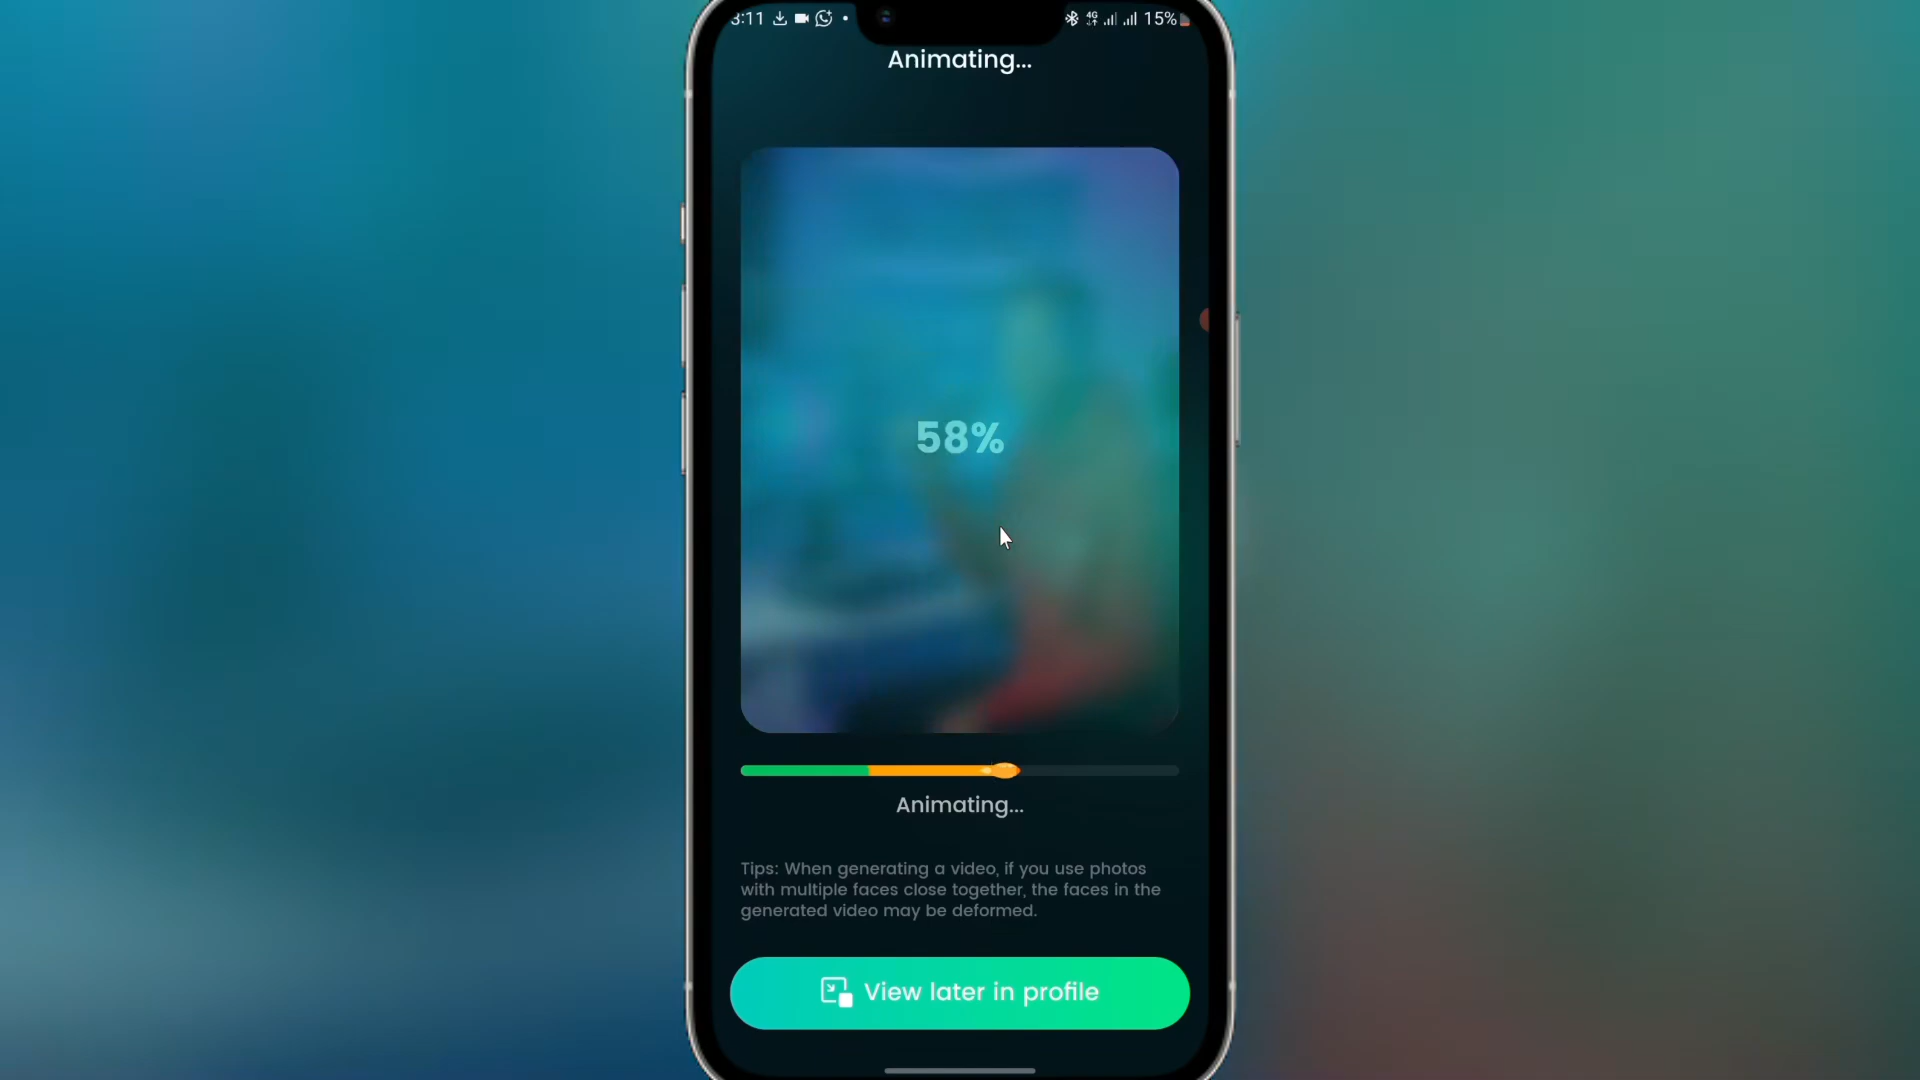 3:11
4G
15%
Animating...
58%
Animating...
Tips: When generating a video, if you use photos
with multiple faces close together, the faces in the
generated video may be deformed.
View later in profile